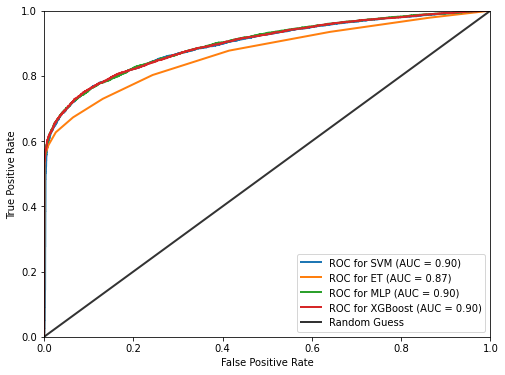 1.0
0.8
0.6
0.4
0.2
0.0
True Positive Rate
0.0 0.2 0.4 0.6 0.8 1.0
False Positive Rate
ROC for SVM (AUC = 0.90)
ROC for ET (AUC = 0.87)
ROC for MLP (AUC = 0.90)
ROC for XGBoost (AUC = 0.90)
Random Guess